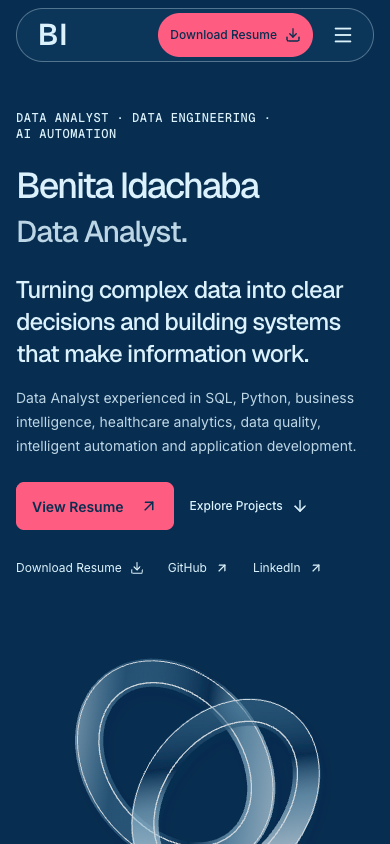 BI
Download Resume
DATA ANALYST · DATA ENGINEERING ·
AI AUTOMATION
Benita Idachaba
Data Analyst.
Turning complex data into clear
decisions and building systems
that make information work.
Data Analyst experienced in SQL, Python, business
intelligence, healthcare analytics, data quality,
intelligent automation and application development.
View Resume
Explore Projects
Download Resume
GitHub
LinkedIn